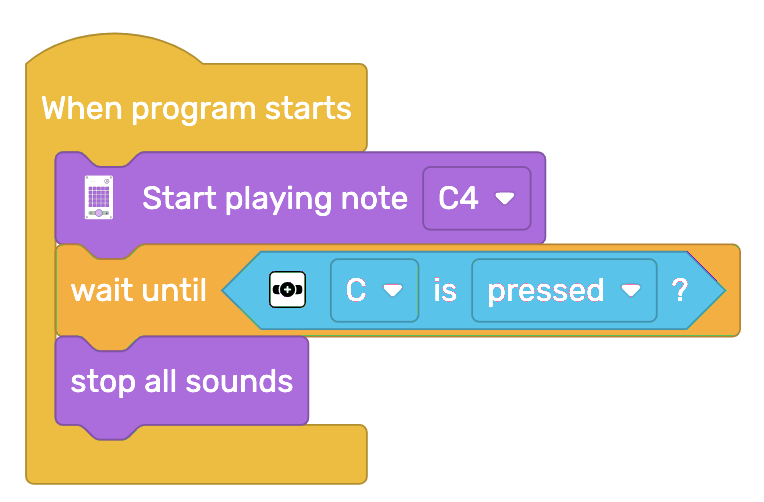 When program starts
Start playing note C4
wait until C is pressed ?
stop all sounds